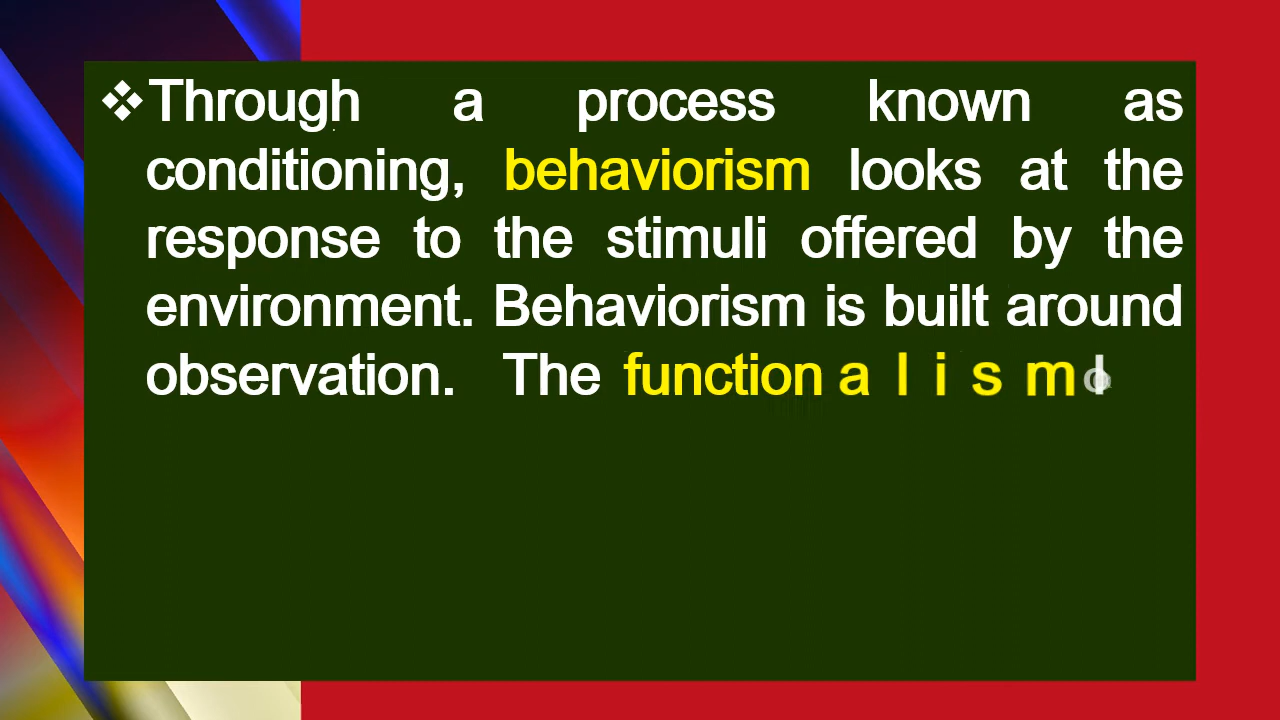 ❖Through a process known as
conditioning, behaviorism looks at the
response to the stimuli offered by the
environment. Behaviorism is built around
observation. The functionalism